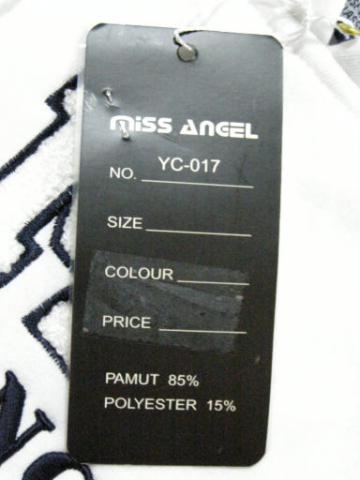 MISS ANGEL
NO. YC-017
SIZE
COLOUR
PRICE
PAMUT 85%
POLYESTER 15%